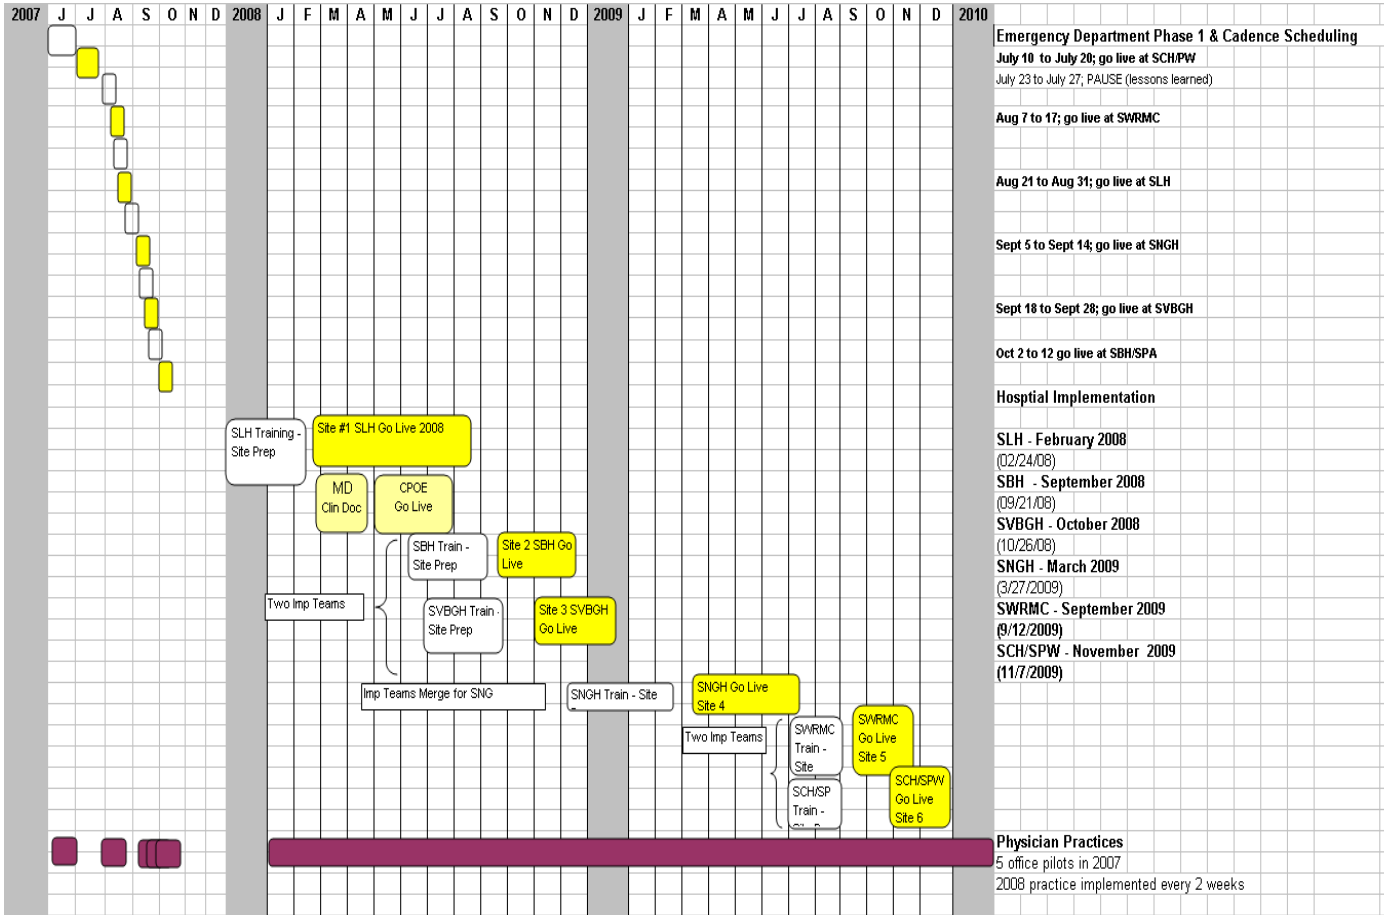 2007 J J A S O N D 2008 J F M A M J J A S O N D 2009 J F M A M J J A S O N D 2010
Emergency Department Phase 1 & Cadence Scheduling
July 10 to July 20; go live at SCH/PW
July 23 to July 27; PAUSE (lessons learned)
Aug 7 to 17; go live at SWRMC
Aug 21 to Aug 31; go live at SLH
Sept 5 to Sept 14; go live at SNGH
Sept 18 to Sept 28; go live at SVBGH
Oct 2 to 12 go live at SBH/SPA
Hosptial Implementation
SLH Training -
Site Prep
Site #1 SLH Go Live 2008
SLH - February 2008
(02/24/08)
MD
Clin Doc
CPOE
Go Live
SBH - September 2008
(09/21/08)
SVBGH - October 2008
(10/26/08)
SBH Train -
Site Prep
Site 2 SBH Go
Live
SNGH - March 2009
(3/27/2009)
Two Imp Teams
SVBGH Train -
Site Prep
Site 3 SVBGH
Go Live
SWRMC - September 2009
(9/12/2009)
SCH/SPW - November 2009
(11/7/2009)
Imp Teams Merge for SNG
SNGH Train - Site
SNGH Go Live
Site 4
Two Imp Teams
SWRMC
Train -
Site
SWRMC
Go Live
Site 5
SCH/SP
Train -
SCH/SPW
Go Live
Site 6
Physician Practices
5 office pilots in 2007
2008 practice implemented every 2 weeks